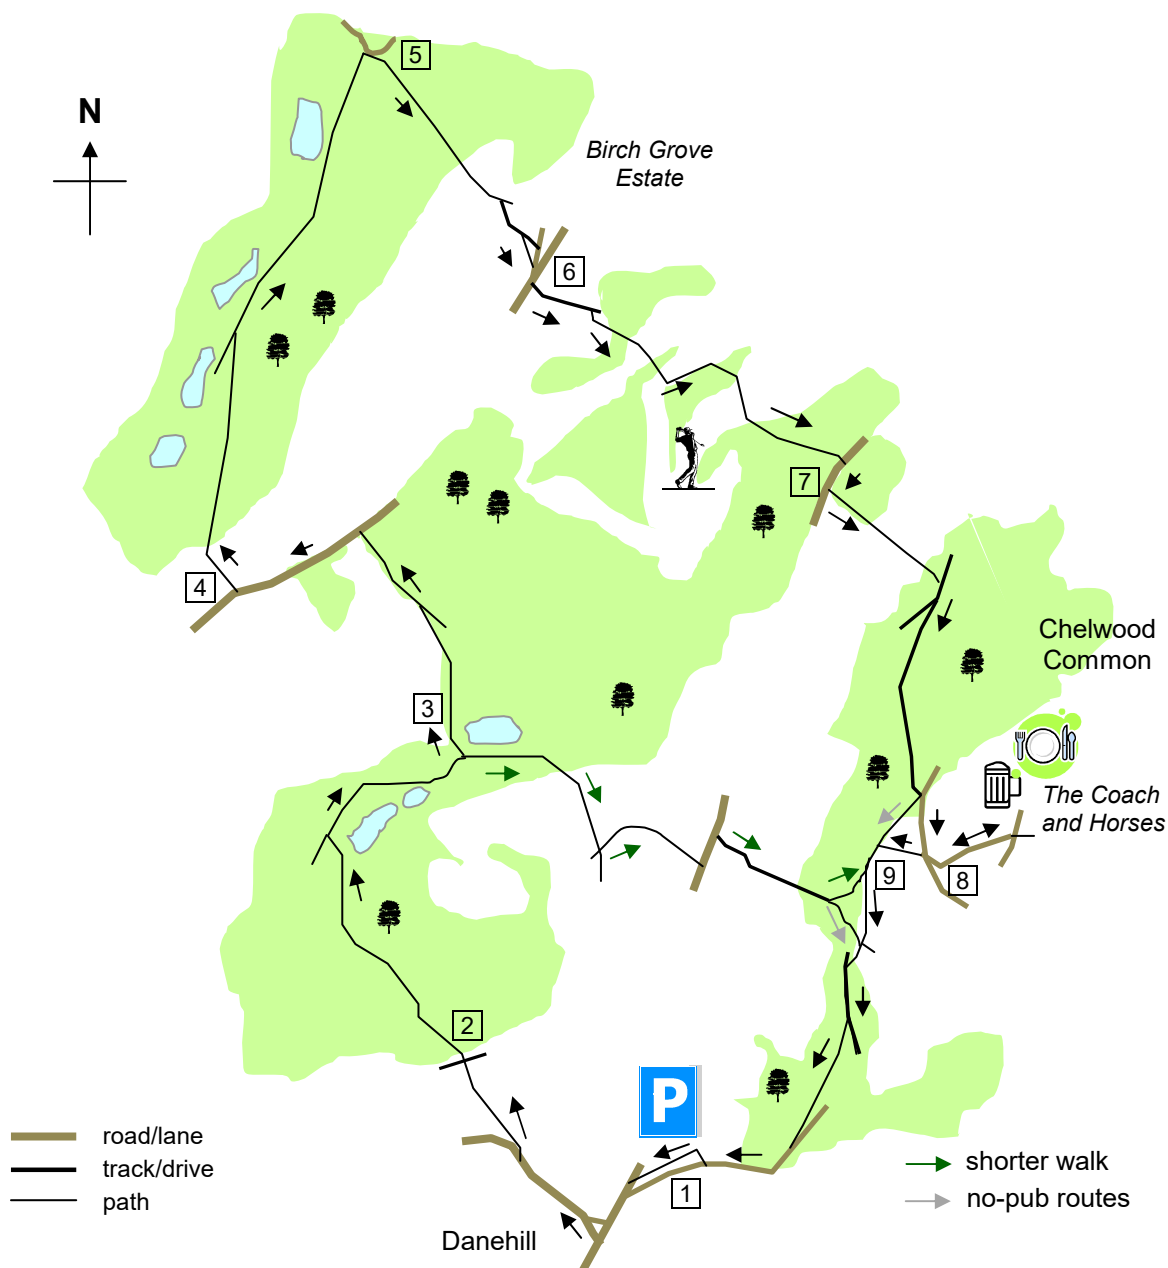 5
N
Birch Grove
Estate
6
7
4
Chelwood
Common
3
The Coach
and Horses
9
8
2
P
road/lane
track/drive
path
1
shorter walk
no-pub routes
Danehill